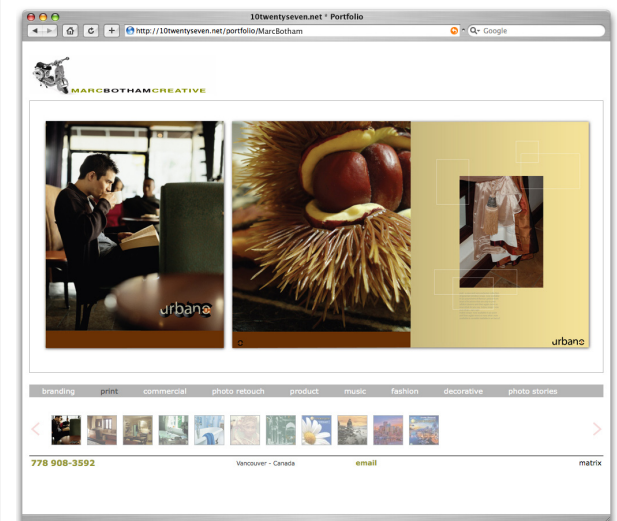 10twentyseven.net * Portfolio
http://10twentyseven.net/portfolio/MarcBotham
Google
MARCBOTHAMCREATIVE
urbano
urbano
branding print commercial photo retouch product music fashion decorative photo stories
778 908-3592 Vancouver - Canada email matrix